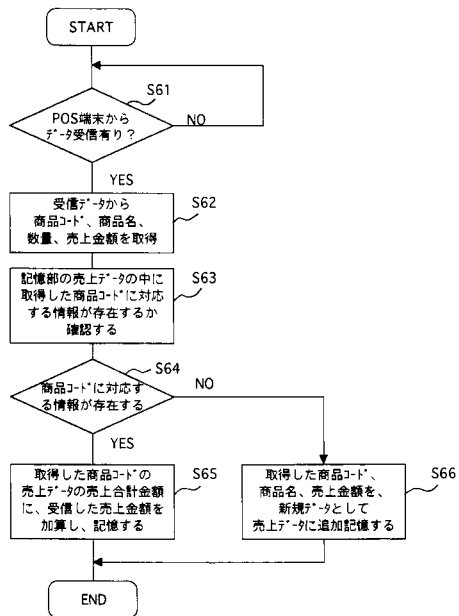 START
S61
POS端末から
データ受信有り？
NO
YES
S62
受信データから
商品コード、商品名、
数量、売上金額を取得
S63
記憶部の売上データの中に
取得した商品コードに対応
する情報が存在するか
確認する
S64
商品コードに対応す
る情報が存在する
NO
YES
S65
取得した商品コードの
売上データの売上合計金額
に、受信した売上金額を
加算し、記憶する
S66
取得した商品コード、
商品名、売上金額を、
新規データとして
売上データに追加記憶する
END